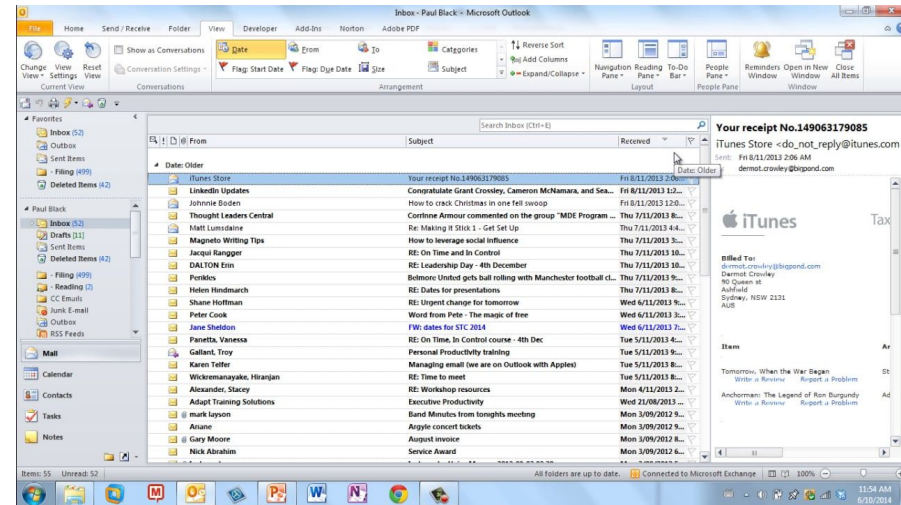 Inbox - Paul Black - Microsoft Outlook
File Home Send / Receive Folder View Developer Add-Ins Norton Adobe PDF
Change View View Settings Reset View
Show as Conversations
Conversation Settings
Date From To Categories
Flag: Start Date Flag: Due Date Size Subject
Reverse Sort
Add Columns
Expand/Collapse
Navigation Pane Reading Pane To-Do Bar
People Pane
Reminders Window Open in New Window Close All Items
Current View Conversations Arrangement Layout People Pane Window
Favorites
Inbox (52)
Outbox
Sent Items
- Filing (499)
Deleted Items (42)
Paul Black
Inbox (52)
Drafts [11]
Sent Items
Deleted Items (42)
- Filing (499)
- Reading (2)
CC Emails
Junk E-mail
Outbox
RSS Feeds
Mail
Calendar
Contacts
Tasks
Notes
Search Inbox (Ctrl+E)
From Subject Received
Date: Older
iTunes Store Your receipt No.149063179085 Fri 8/11/2013 2:06...
LinkedIn Updates Congratulate Grant Crossley, Cameron McNamara, and Sea... Fri 8/11/2013 1:2...
Johnnie Boden How to crack Christmas in one fell swoop Fri 8/11/2013 12:0...
Thought Leaders Central Corrinne Armour commented on the group "MDE Program ... Thu 7/11/2013 8:...
Matt Lumsdaine Re: Making It Stick 1 - Get Set Up Thu 7/11/2013 4:4...
Magneto Writing Tips How to leverage social influence Thu 7/11/2013 3:...
Jacqui Rangger RE: On Time and In Control Thu 7/11/2013 10...
DALTON Erin RE: Leadership Day - 4th December Thu 7/11/2013 10...
Perkles Belmore United gets ball rolling with Manchester football cl... Thu 7/11/2013 9:...
Helen Hindmarch RE: Dates for presentations Thu 7/11/2013 8:...
Shane Hoffman RE: Urgent change for tomorrow Wed 6/11/2013 9:...
Peter Cook Word from Pete - The magic of free Wed 6/11/2013 3:...
Jane Sheldon FW: dates for STC 2014 Wed 6/11/2013 7:...
Panetta, Vanessa RE: On Time, In Control course - 4th Dec Tue 5/11/2013 4:...
Gallant, Troy Personal Productivity training Tue 5/11/2013 9:...
Karen Telfer Managing email (we are on Outlook with Apples) Tue 5/11/2013 8:...
Wickremanayake, Hiranjan RE: Time to meet Tue 5/11/2013 8:...
Alexander, Stacey RE: Workshop resources Mon 4/11/2013 2...
Adapt Training Solutions Executive Productivity Wed 21/08/2013 ...
mark layson Band Minutes from tonights meeting Mon 3/09/2012 9...
Ariane Argyle concert tickets Mon 3/09/2012 9...
Gary Moore August invoice Mon 3/09/2012 8...
Nick Abrahim Service Award Mon 3/09/2012 6...
Date: Older
Your receipt No.149063179085
iTunes Store <do_not_reply@itunes.com
Sent: Fri 8/11/2013 2:06 AM
dermot.crowley@bigpond.com
iTunes Tax
Billed To:
dermot.crowley@bigpond.com
Dermot Crowley
90 Queen st
Ashfield
Sydney, NSW 2131
AUS
Item Ar
Tomorrow, When the War Began St
Write a Review Report a Problem
Anchorman: The Legend of Ron Burgundy Ad
Write a Review Report a Problem
Items: 55 Unread: 52 All folders are up to date. Connected to Microsoft Exchange 100%
11:54 AM
6/10/2014